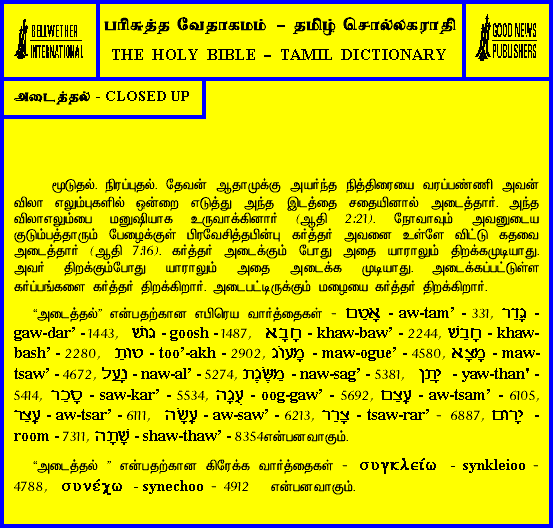 BELLWETHER
INTERNATIONAL
பரிசுத்த வேதாகமம் – தமிழ் சொல்லகராதி
THE HOLY BIBLE – TAMIL DICTIONARY
GOOD NEWS
PUBLISHERS
அடைத்தல் - CLOSED UP
மூடுதல். நிரப்புதல். தேவன் ஆதாமுக்கு அயர்ந்த நித்திரையை வரப்பண்ணி அவன்
விலா எலும்புகளில் ஒன்றை எடுத்து அந்த இடத்தை சதையினால் அடைத்தார். அந்த
விலாஎலும்பை மனுஷியாக உருவாக்கினார் (ஆதி 2:21). நோவாவும் அவனுடைய
குடும்பத்தாரும் பேழைக்குள் பிரவேசித்தபின்பு கர்த்தர் அவனை உள்ளே விட்டு கதவை
அடைத்தார் (ஆதி 7:16). கர்த்தர் அடைக்கும் போது அதை யாராலும் திறக்கமுடியாது.
அவர் திறக்கும்போது யாராலும் அதை அடைக்க முடியாது. அடைக்கப்பட்டுள்ள
கர்ப்பங்களை கர்த்தர் திறக்கிறார். அடைபட்டிருக்கும் மழையை கர்த்தர் திறக்கிறார்.
“அடைத்தல்” என்பதற்கான எபிரெய வார்த்தைகள் - אָטַם - aw-tam’ - 331, גָּדַר -
gaw-dar’ -1443, גּוּשׁ - goosh -1487, חָבָא - khaw-baw’ - 2244, חָבַשׁ - khaw-
bash’ - 2280, טוּחַ - too’-akh - 2902, מָעוֹג - maw-ogue’ - 4580, מָצָא - maw-
tsaw’ - 4672, נָעַל - naw-al’ - 5274, נָשַׂג - naw-sag’ - 5381, יָתַן - yaw-than' -
5414, סָכַר - saw-kar’ - 5534, עֻגָה - oog-gaw’ - 5692, עָצַם - aw-tsam’ - 6105,
עָצַר - aw-tsar’ - 6111, עָשָׂה - aw-saw’ - 6213, צָרַר - tsaw-rar’ - 6887, רוּם -
room - 7311, שָׁתָה - shaw-thaw’ - 8354என்பனவாகும்.
“அடைத்தல் ” என்பதற்கான கிரேக்க வார்த்தைகள் - συγκλείω - synkleioo -
4788, συνέχω - synechoo - 4912 என்பனவாகும்.